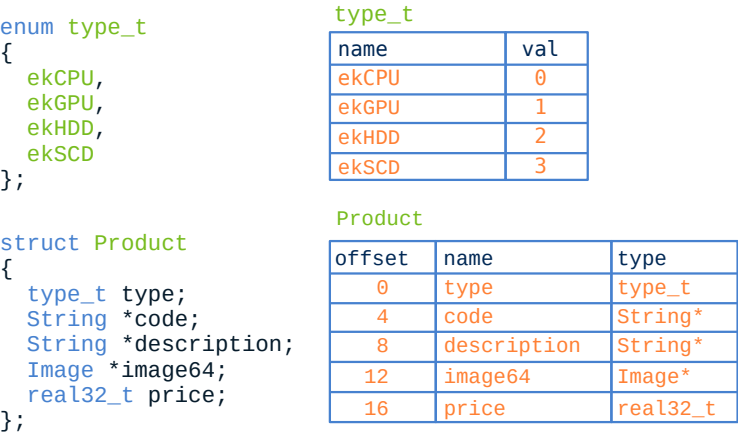 enum type_t
{
ekCPU,
ekGPU,
ekHDD,
ekSCD
};
type_t
name val
ekCPU 0
ekGPU 1
ekHDD 2
ekSCD 3
struct Product
{
type_t type;
String *code;
String *description;
Image *image64;
real32_t price;
};
Product
offset name type
0 type type_t
4 code String*
8 description String*
12 image64 Image*
16 price real32_t